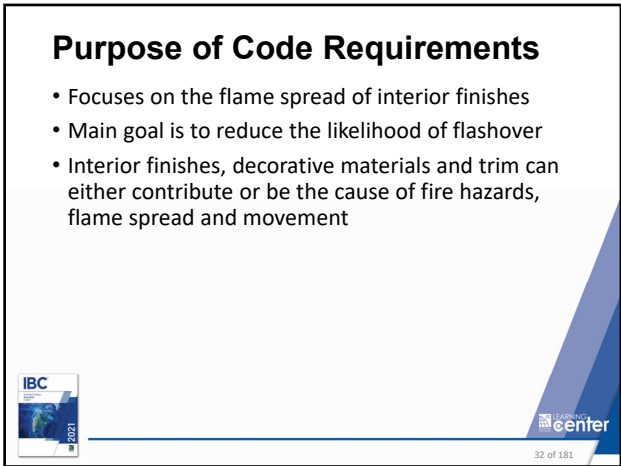 Purpose of Code Requirements
• Focuses on the flame spread of interior finishes
• Main goal is to reduce the likelihood of flashover
• Interior finishes, decorative materials and trim can
either contribute or be the cause of fire hazards,
flame spread and movement
IBC
2021
LEARNING
center
32 of 181